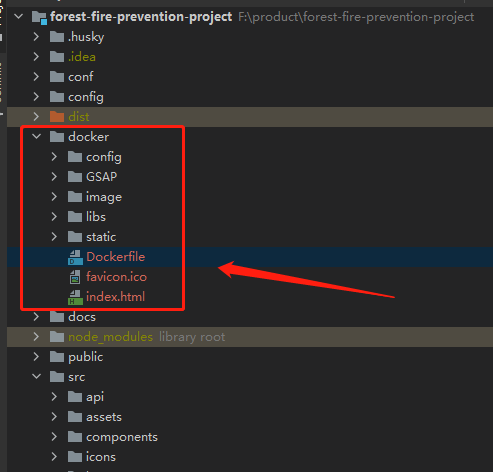 forest-fire-prevention-project F:\product\forest-fire-prevention-project
.husky
.idea
conf
config
dist
docker
config
GSAP
image
libs
static
Dockerfile
favicon.ico
index.html
docs
node_modules library root
public
src
api
assets
components
icons